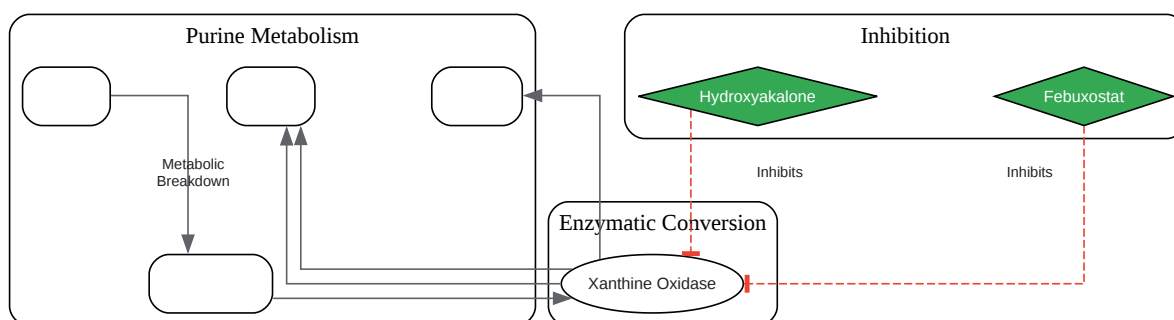 Purine Metabolism
Inhibition
Hydroxyakalone
Febuxostat
Metabolic
Breakdown
Inhibits
Inhibits
Enzymatic Conversion
Xanthine Oxidase